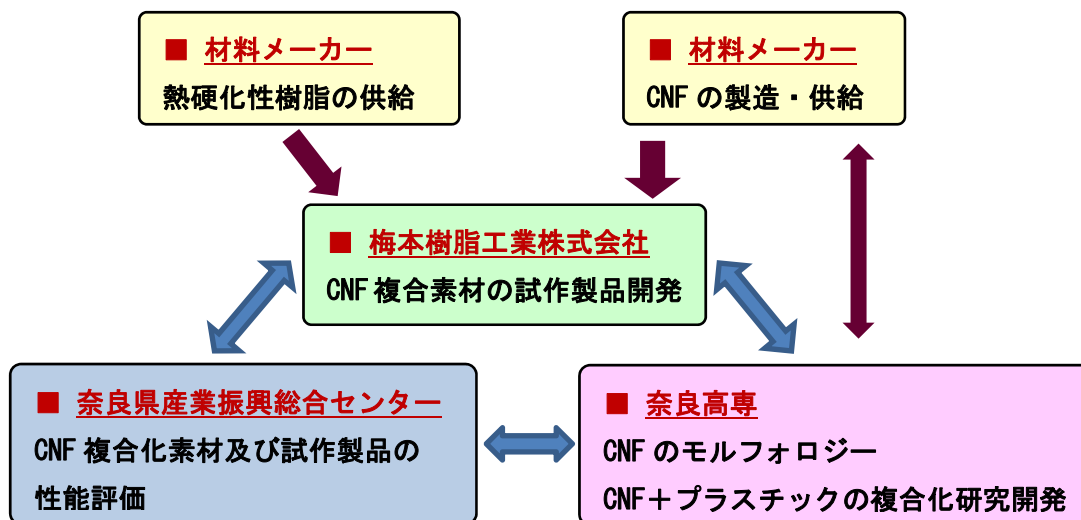 ■ 材料メーカー
熱硬化性樹脂の供給
■ 材料メーカー
CNF の製造・供給
■ 梅本樹脂工業株式会社
CNF 複合素材の試作製品開発
■ 奈良県産業振興総合センター
CNF 複合化素材及び試作製品の
性能評価
■ 奈良高専
CNF のモルフォロジー
CNF＋プラスチックの複合化研究開発